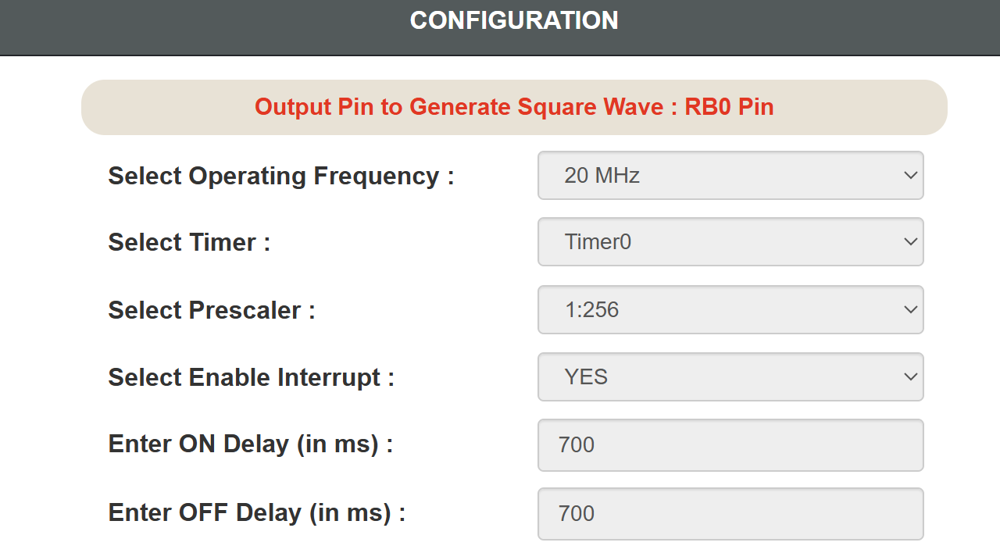 CONFIGURATION
Output Pin to Generate Square Wave : RB0 Pin
Select Operating Frequency : 20 MHz
Select Timer : Timer0
Select Prescaler : 1:256
Select Enable Interrupt : YES
Enter ON Delay (in ms) : 700
Enter OFF Delay (in ms) : 700